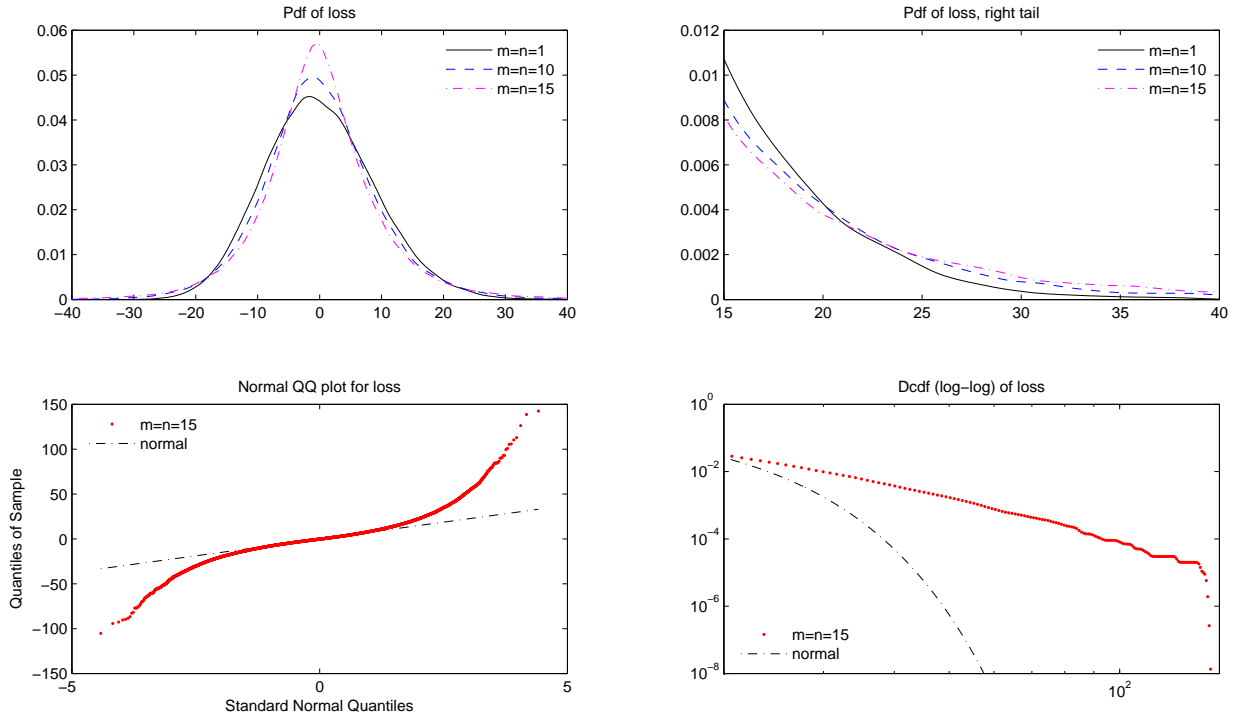 Pdf of loss
0.06
0.05
0.04
0.03
0.02
0.01
0
−40 −30 −20 −10 0 10 20 30 40
m=n=1
m=n=10
m=n=15
Pdf of loss, right tail
0.012
0.01
0.008
0.006
0.004
0.002
0
15 20 25 30 35 40
m=n=1
m=n=10
m=n=15
Normal QQ plot for loss
Quantiles of Sample
150
100
50
0
−50
−100
−150
−5 0 5
Standard Normal Quantiles
m=n=15
normal
Dcdf (log−log) of loss
10^0
10^−2
10^−4
10^−6
10^−8
10^2
m=n=15
normal